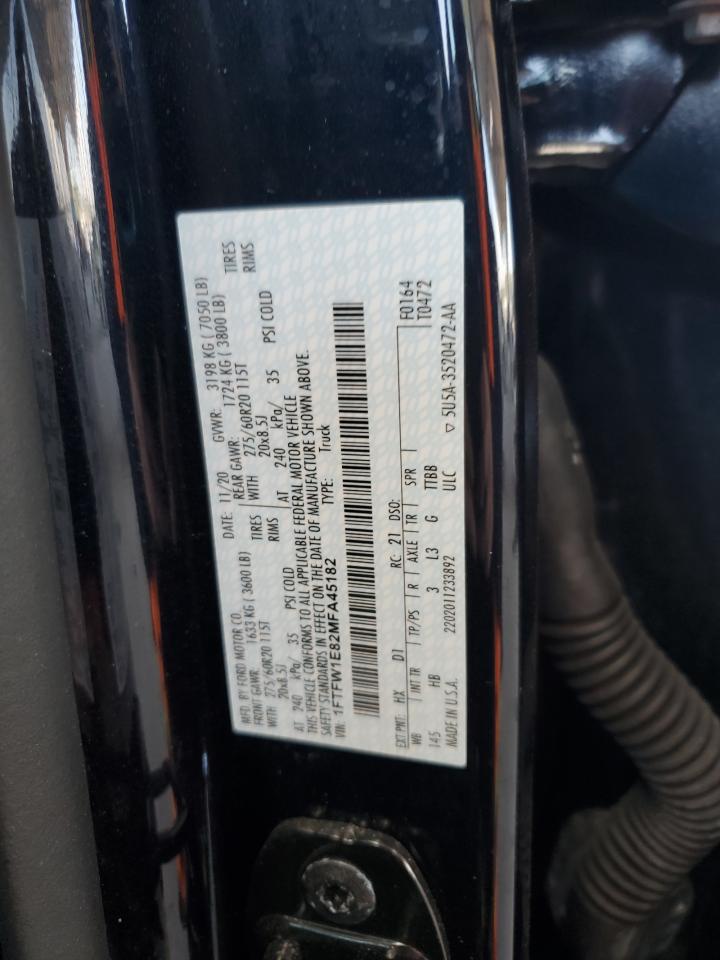 MFD. BY FORD MOTOR CO. DATE: 11/20 GVWR: 3198 KG ( 7050 LB)
FRONT GAWR: 1633 KG ( 3600 LB) REAR GAWR: 1724 KG ( 3800 LB)
WITH 275/60R20 115T TIRES WITH 275/60R20 115T TIRES
20x8.5J RIMS 20x8.5J RIMS
AT 240 kPa/ 35 PSI COLD AT 240 kPa/ 35 PSI COLD
THIS VEHICLE CONFORMS TO ALL APPLICABLE FEDERAL MOTOR VEHICLE
SAFETY STANDARDS IN EFFECT ON THE DATE OF MANUFACTURE SHOWN ABOVE.
VIN: 1FTFW1E82MFA45182 TYPE: Truck
EXT PNT: HX D1 RC: 21 DSO: F0164
WB INT TR TP/PS R AXLE TR SPR T0472
145 HB 3 L3 G TTBB
MADE IN U.S.A. 2202011233892 ULC ▽ 5U5A-3520472-AA